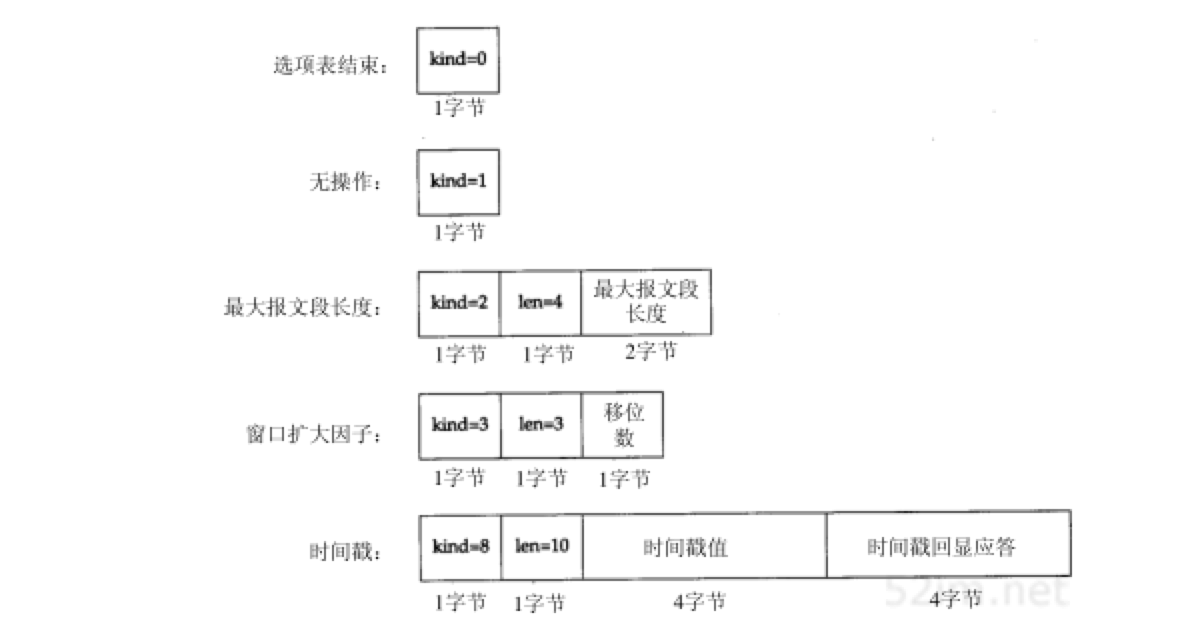 选项表结束： kind=0
1字节
无操作： kind=1
1字节
最大报文段长度： kind=2 len=4 最大报文段
长度
1字节 1字节 2字节
窗口扩大因子： kind=3 len=3 移位
数
1字节 1字节 1字节
时间戳： kind=8 len=10 时间戳值 时间戳回显应答
1字节 1字节 4字节 4字节
52im.net